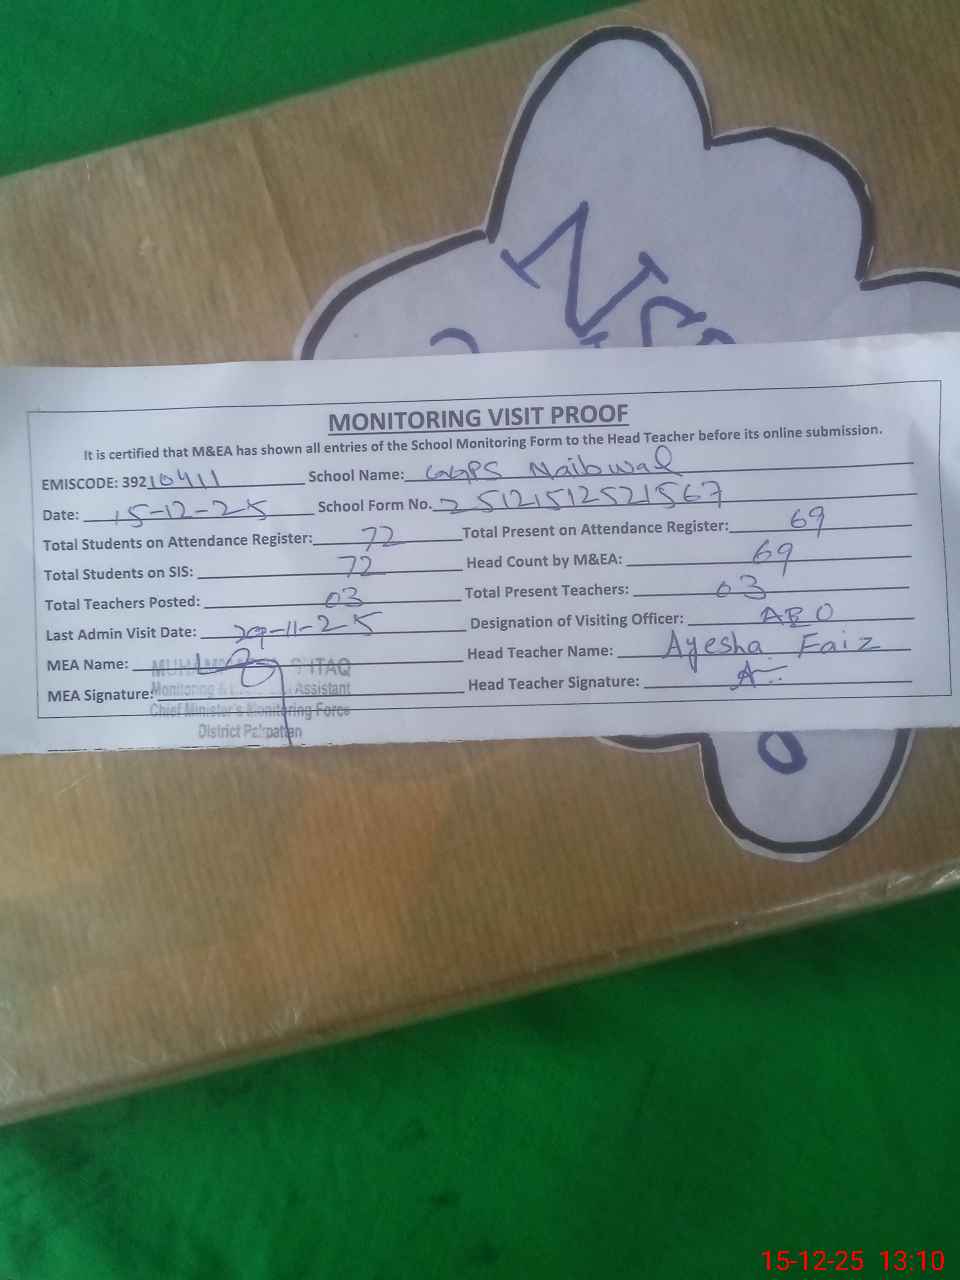 MONITORING VISIT PROOF
It is certified that M&EA has shown all entries of the School Monitoring Form to the Head Teacher before its online submission.
EMISCODE: 39210411 School Name: GGPS Naibwal
Date: 15-12-25 School Form No. 25121512521567
Total Students on Attendance Register: 72 Total Present on Attendance Register: 69
Total Students on SIS: 72 Head Count by M&EA: 69
Total Teachers Posted: 03 Total Present Teachers: 03
Last Admin Visit Date: 29-11-25 Designation of Visiting Officer: AEO
MEA Name: Head Teacher Name: Ayesha Faiz
MEA Signature: Head Teacher Signature:
Assistant
Chief Minister's Monitoring Force
District Pakpattan
15-12-25 13:10